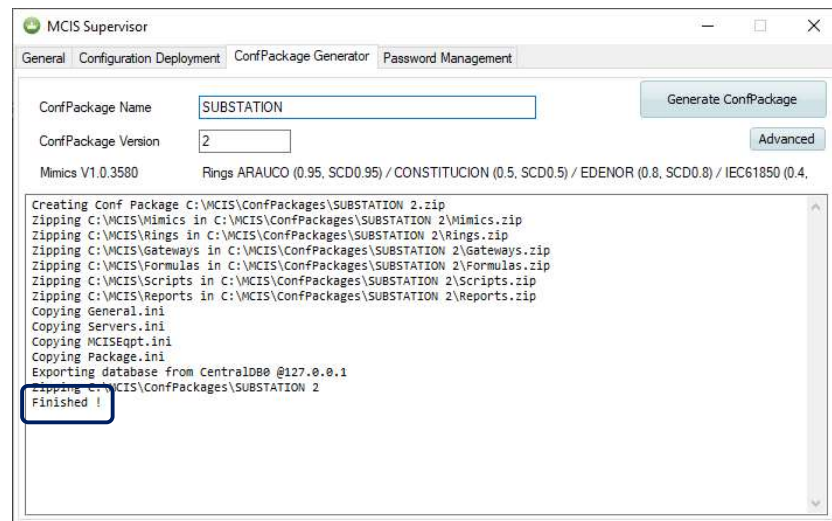 MCIS Supervisor
General Configuration Deployment ConfPackage Generator Password Management
ConfPackage Name SUBSTATION Generate ConfPackage
ConfPackage Version 2 Advanced
Mimics V1.0.3580 Rings ARAUCO (0.95, SCD0.95) / CONSTITUCION (0.5, SCD0.5) / EDENOR (0.8, SCD0.8) / IEC61850 (0.4,
Creating Conf Package C:\MCIS\ConfPackages\SUBSTATION 2.zip
Zipping C:\MCIS\Mimics in C:\MCIS\ConfPackages\SUBSTATION 2\Mimics.zip
Zipping C:\MCIS\Rings in C:\MCIS\ConfPackages\SUBSTATION 2\Rings.zip
Zipping C:\MCIS\Gateways in C:\MCIS\ConfPackages\SUBSTATION 2\Gateways.zip
Zipping C:\MCIS\Formulas in C:\MCIS\ConfPackages\SUBSTATION 2\Formulas.zip
Zipping C:\MCIS\Scripts in C:\MCIS\ConfPackages\SUBSTATION 2\Scripts.zip
Zipping C:\MCIS\Reports in C:\MCIS\ConfPackages\SUBSTATION 2\Reports.zip
Copying General.ini
Copying Servers.ini
Copying MCISEqpt.ini
Copying Package.ini
Exporting database from CentralDB0 @127.0.0.1
Zipping C:\MCIS\ConfPackages\SUBSTATION 2
Finished !